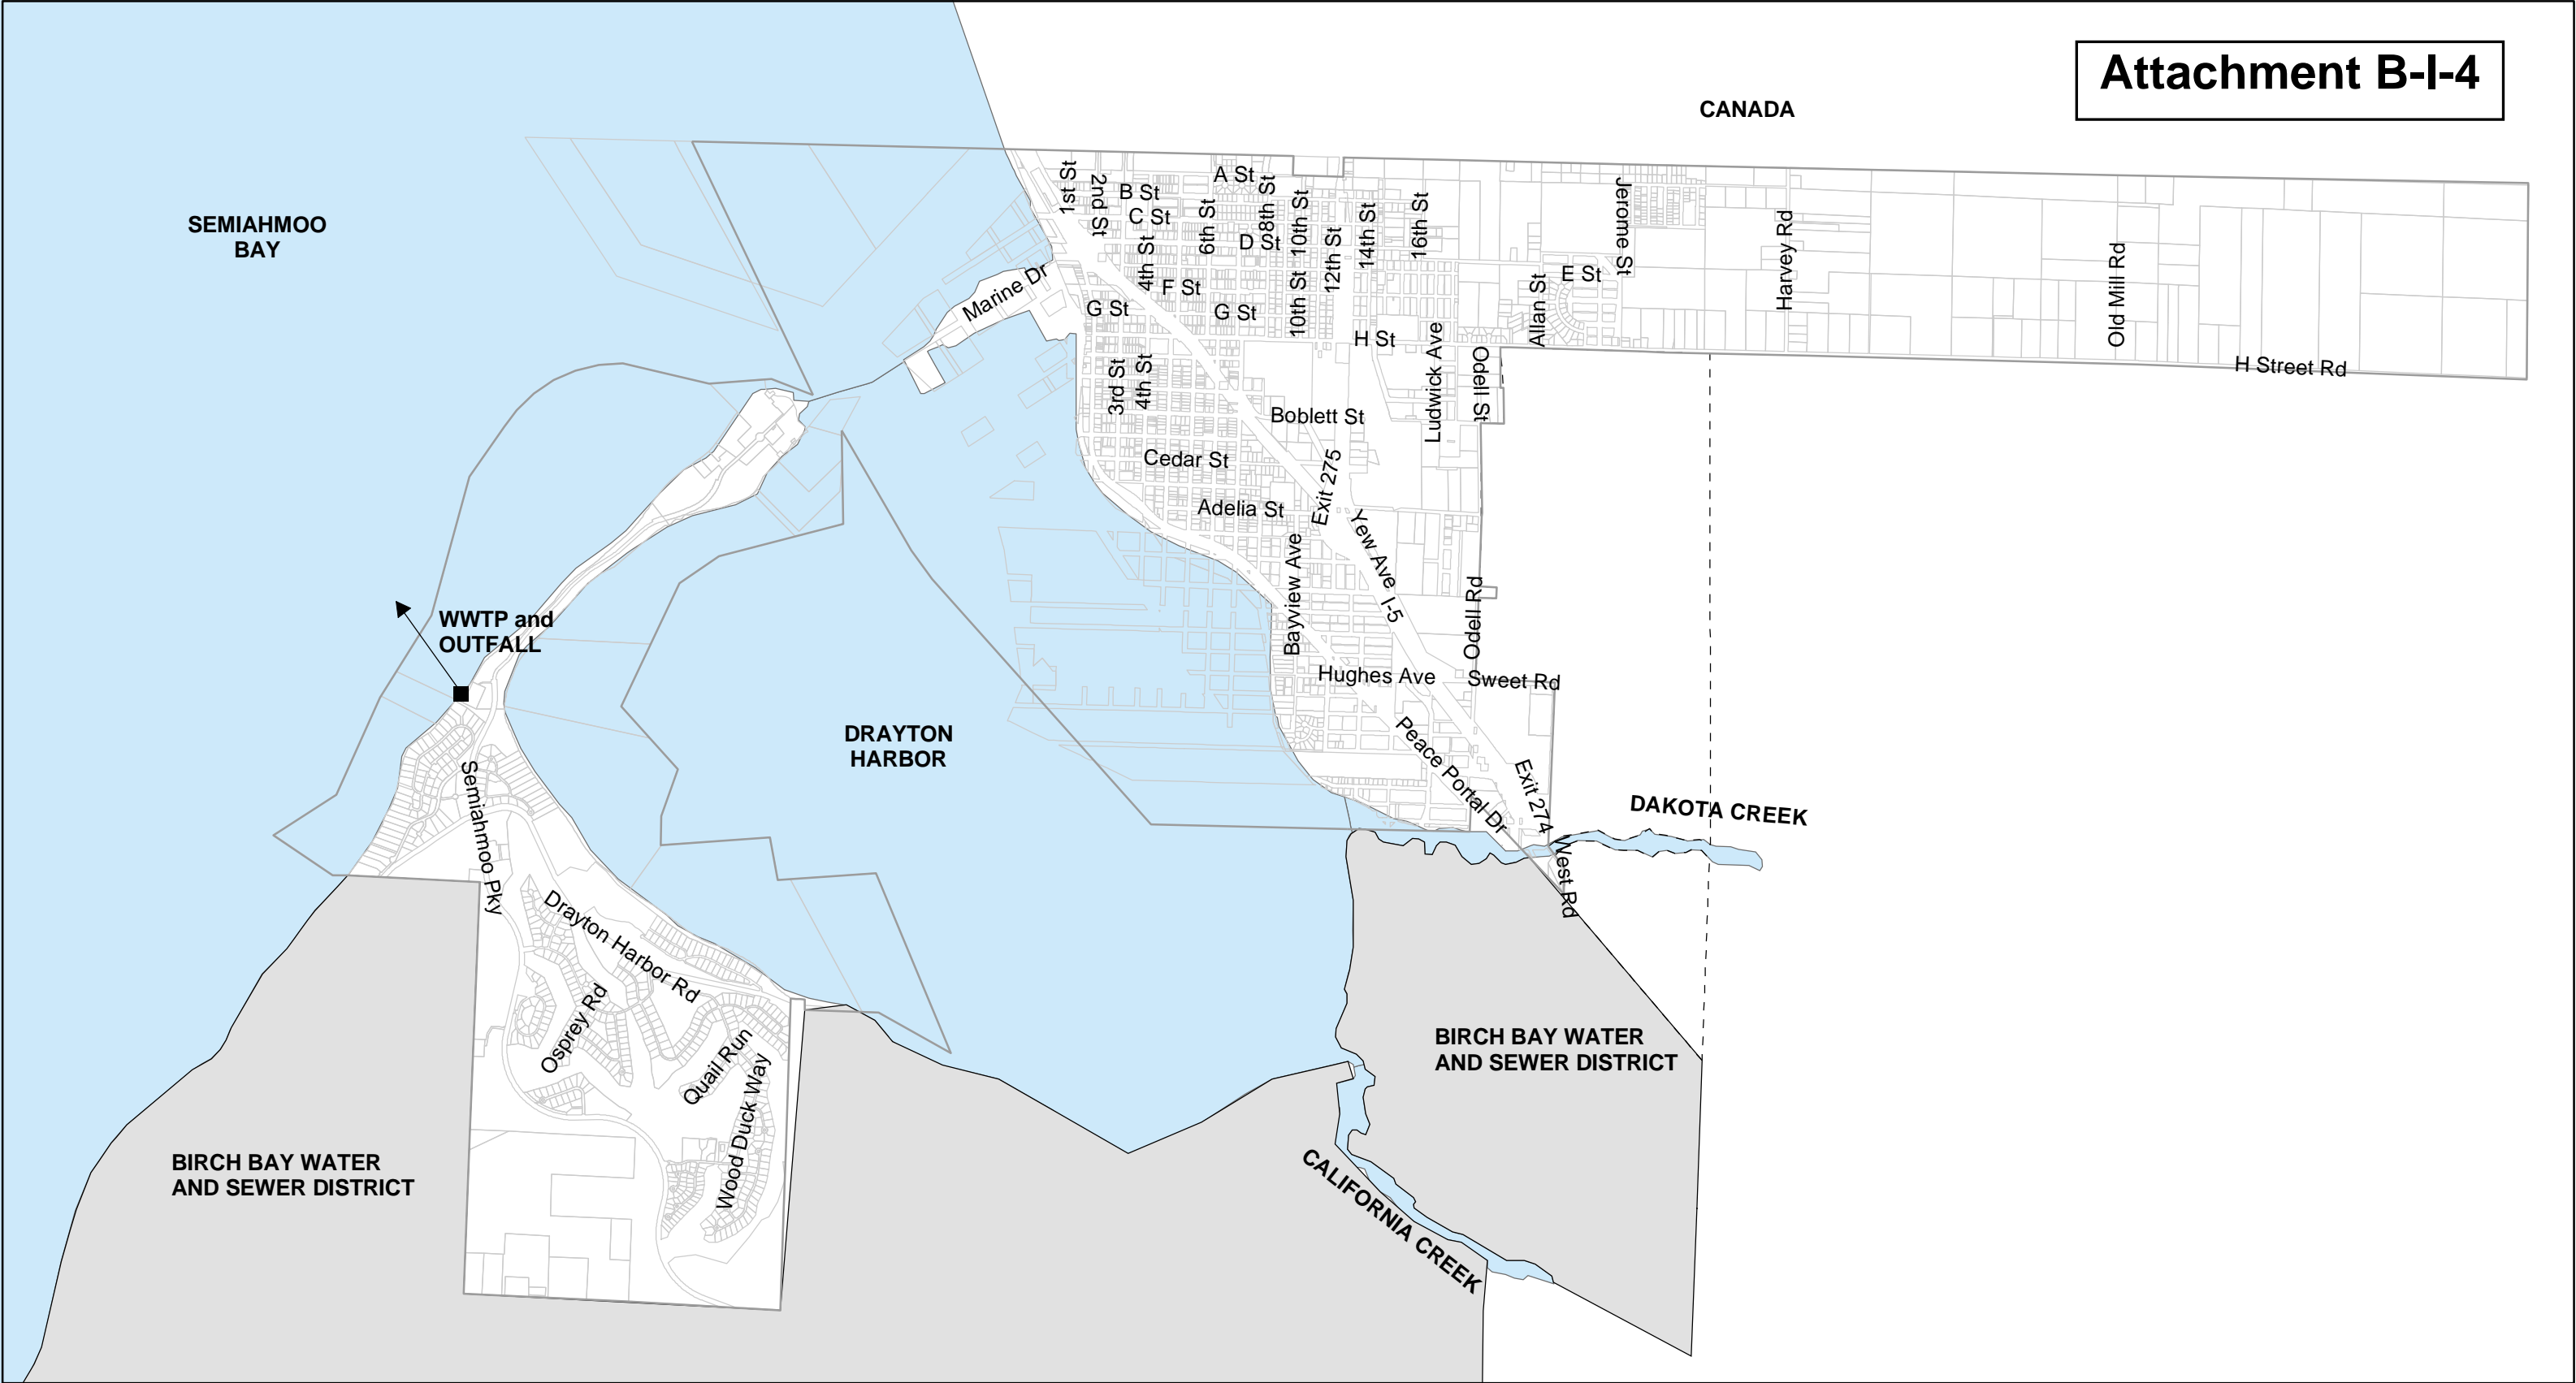 Attachment B-I-4
CANADA
SEMIAHMOO
BAY
1st St
2nd St
A St
B St
C St
8th St
6th St
D St
10th St
12th St
14th St
16th St
4th St
F St
G St
G St
10th St
H St
Marine Dr
Jerome St
E St
Allan St
Harvey Rd
Old Mill Rd
H Street Rd
3rd St
4th St
Ludwick Ave
Odell St
Boblett St
Cedar St
Exit 275
Adelia St
Yew Ave
I-5
Bayview Ave
Odell Rd
Hughes Ave
Sweet Rd
WWTP and
OUTFALL
DRAYTON
HARBOR
Peace Portal Dr
Exit 274
DAKOTA CREEK
West Rd
Semiahmoo Pky
Drayton Harbor Rd
Osprey Rd
Quail Run
Wood Duck Way
BIRCH BAY WATER
AND SEWER DISTRICT
BIRCH BAY WATER
AND SEWER DISTRICT
CALIFORNIA CREEK